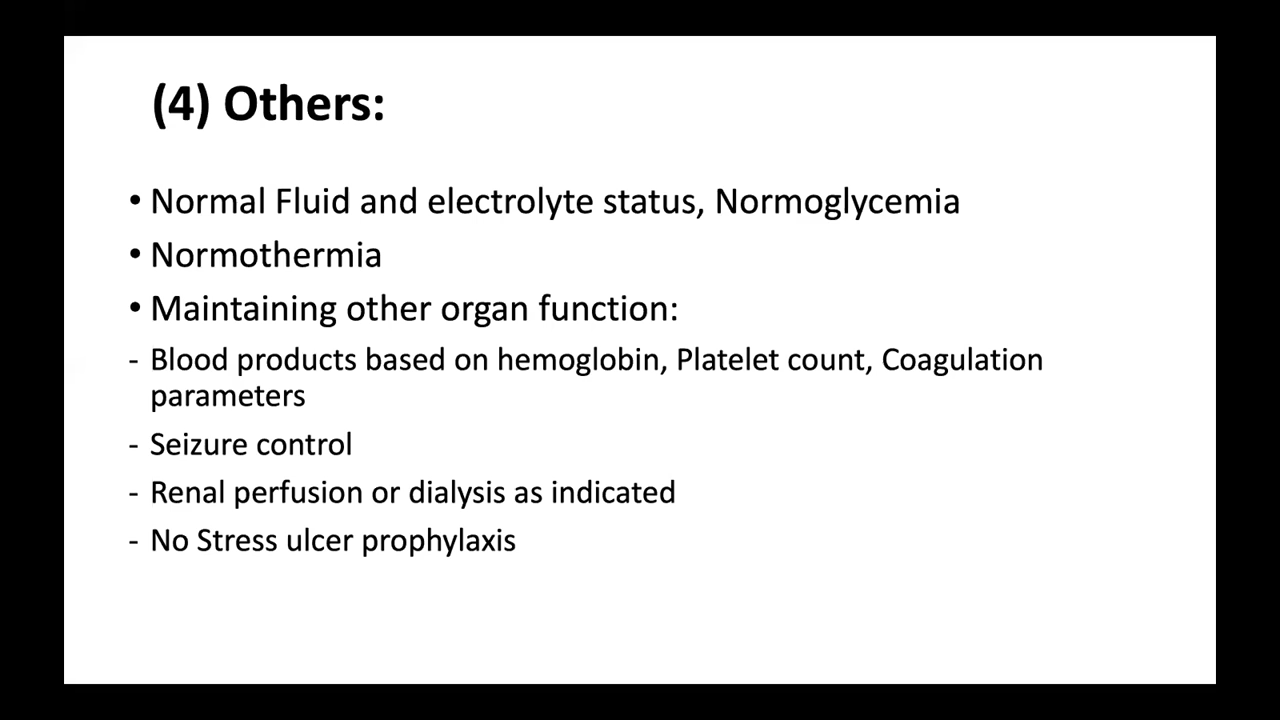 (4) Others:
• Normal Fluid and electrolyte status, Normoglycemia
• Normothermia
• Maintaining other organ function:
- Blood products based on hemoglobin, Platelet count, Coagulation
parameters
- Seizure control
- Renal perfusion or dialysis as indicated
- No Stress ulcer prophylaxis